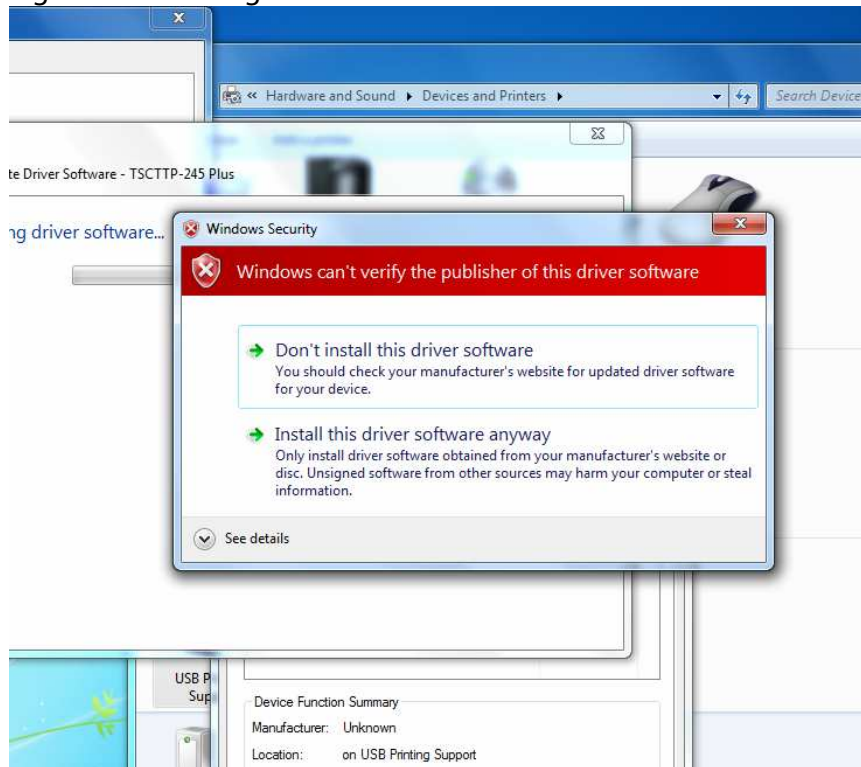 « Hardware and Sound ▸ Devices and Printers ▸
Search Device
te Driver Software - TSCTTP-245 Plus
ng driver software...
Windows Security
Windows can't verify the publisher of this driver software
Don't install this driver software
You should check your manufacturer's website for updated driver software
for your device.
Install this driver software anyway
Only install driver software obtained from your manufacturer's website or
disc. Unsigned software from other sources may harm your computer or steal
information.
See details
USB P
Sup
Device Function Summary
Manufacturer: Unknown
Location: on USB Printing Support